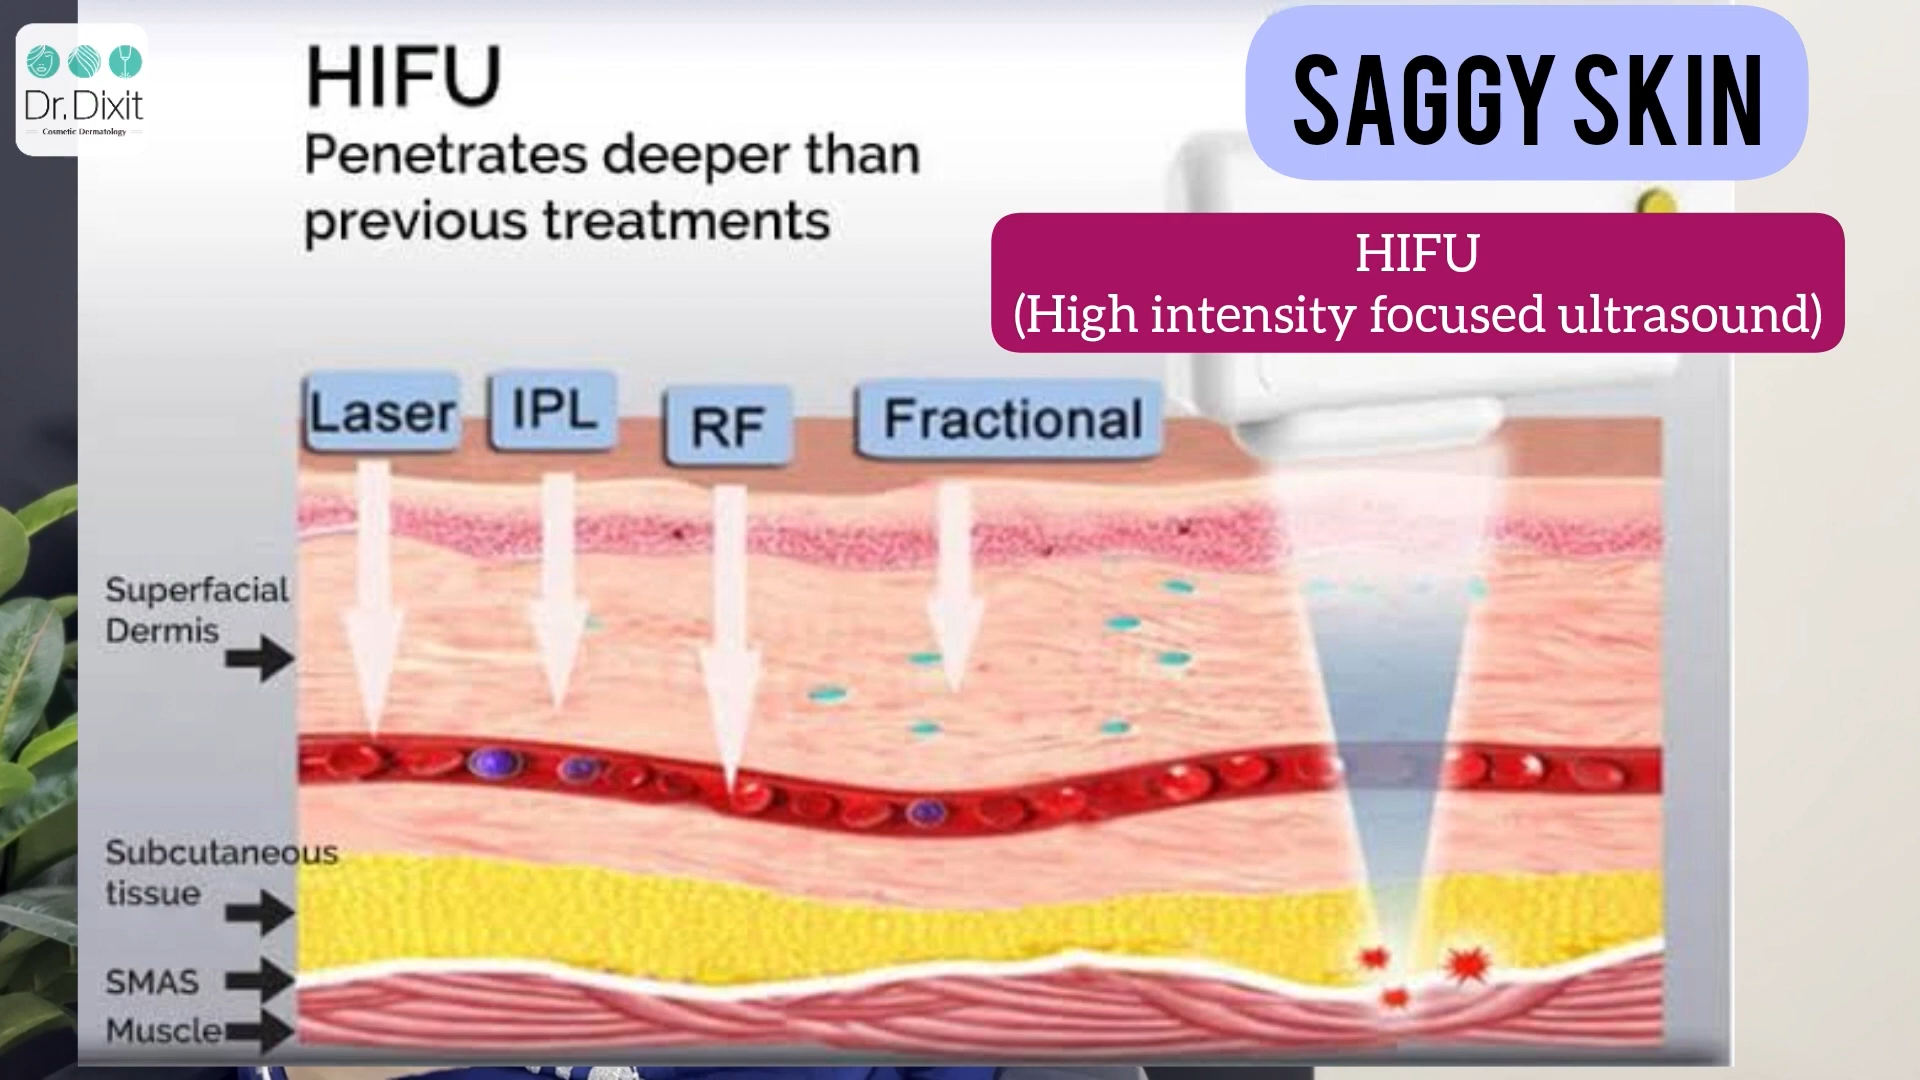 Dr. Dixit
Cosmetic Dermatology
HIFU
Penetrates deeper than
previous treatments
SAGGY SKIN
HIFU
(High intensity focused ultrasound)
Laser
IPL
RF
Fractional
Superfacial
Dermis
Subcutaneous
tissue
SMAS
Muscle